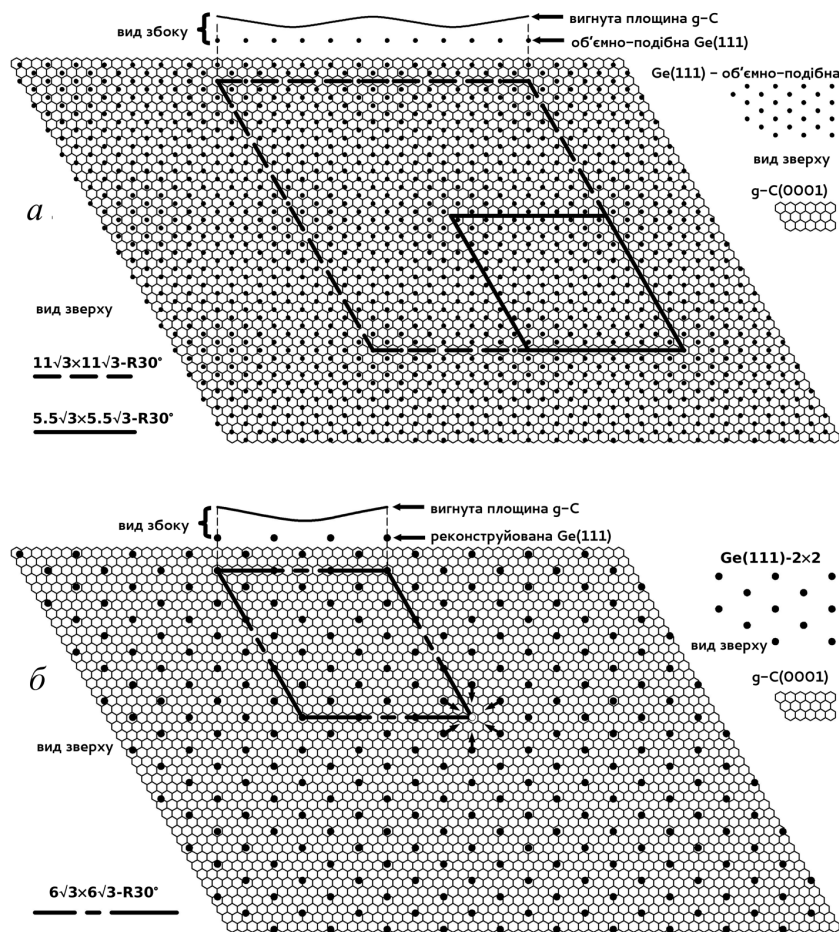 вид збоку
вигнута площина g–C
об’ємно–подібна Ge(111)
Ge(111) – об’ємно–подібна
вид зверху
g–C(0001)
а
вид зверху
11√3×11√3–R30°
5.5√3×5.5√3–R30°
вид збоку
вигнута площина g–C
реконструйована Ge(111)
Ge(111)–2×2
вид зверху
g–C(0001)
б
вид зверху
6√3×6√3–R30°